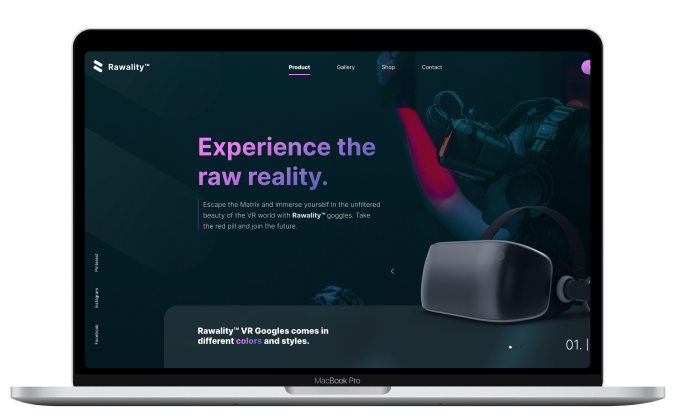 Rawality™
Product
Gallery
Shop
Contact
Experience the
raw reality.
Escape the Matrix and immerse yourself in the unfiltered
beauty of the VR world with Rawality™ goggles. Take
the red pill and join the future.
Pinterest
Instagram
Facebook
Rawality™ VR Googles comes in
different colors and styles.
01.
MacBook Pro